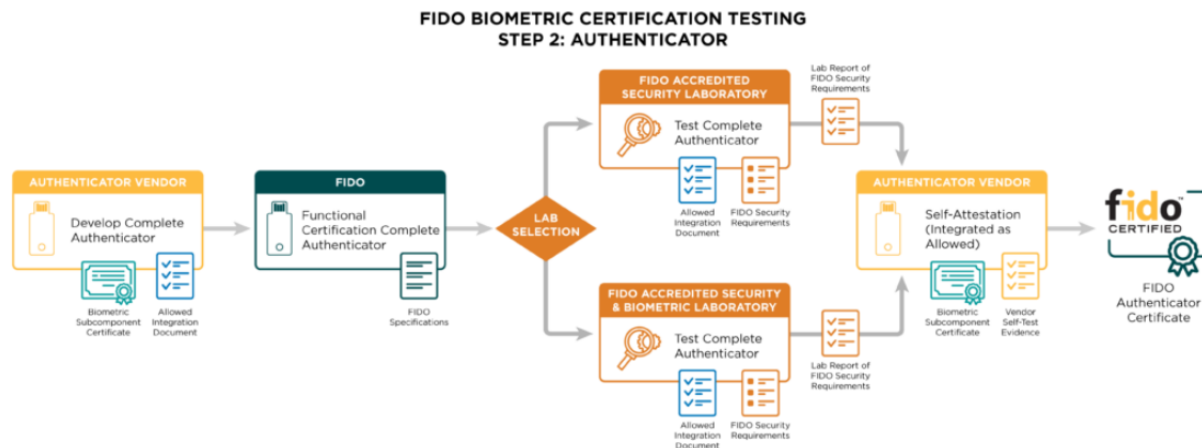 FIDO BIOMETRIC CERTIFICATION TESTING
STEP 2: AUTHENTICATOR
AUTHENTICATOR VENDOR
Develop Complete
Authenticator
Biometric
Subcomponent
Certificate
Allowed
Integration
Document
FIDO
Functional
Certification Complete
Authenticator
FIDO
Specifications
LAB
SELECTION
FIDO ACCREDITED
SECURITY LABORATORY
Test Complete
Authenticator
Allowed
Integration
Document
FIDO Security
Requirements
Lab Report of
FIDO Security
Requirements
FIDO ACCREDITED SECURITY
& BIOMETRIC LABORATORY
Test Complete
Authenticator
Allowed
Integration
Document
FIDO Security
Requirements
Lab Report of
FIDO Security
Requirements
AUTHENTICATOR VENDOR
Self-Attestation
(Integrated as
Allowed)
Biometric
Subcomponent
Certificate
Vendor
Self-Test
Evidence
fido™
CERTIFIED
FIDO
Authenticator
Certificate